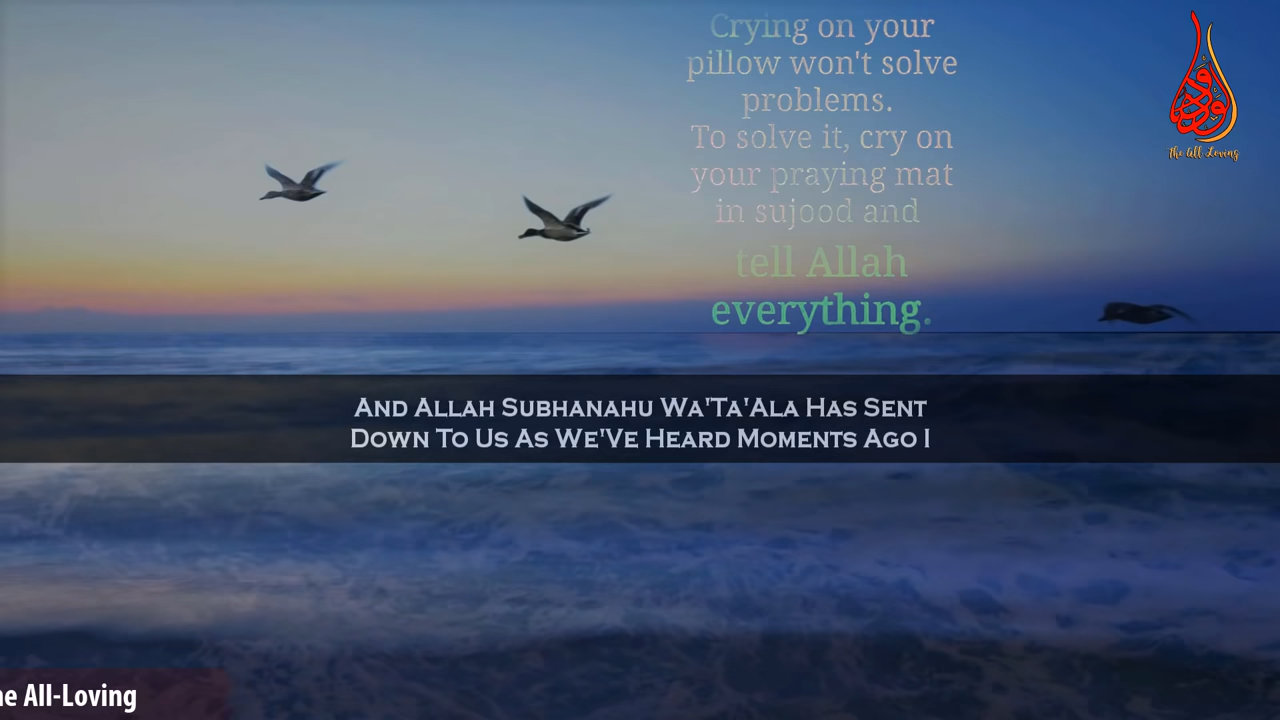 Crying on your
pillow won't solve
problems.
To solve it, cry on
your praying mat
in sujood and
tell Allah
everything.
The All Loving
AND ALLAH SUBHANAHU WA'TA'ALA HAS SENT
DOWN TO US AS WE'VE HEARD MOMENTS AGO I
All-Loving